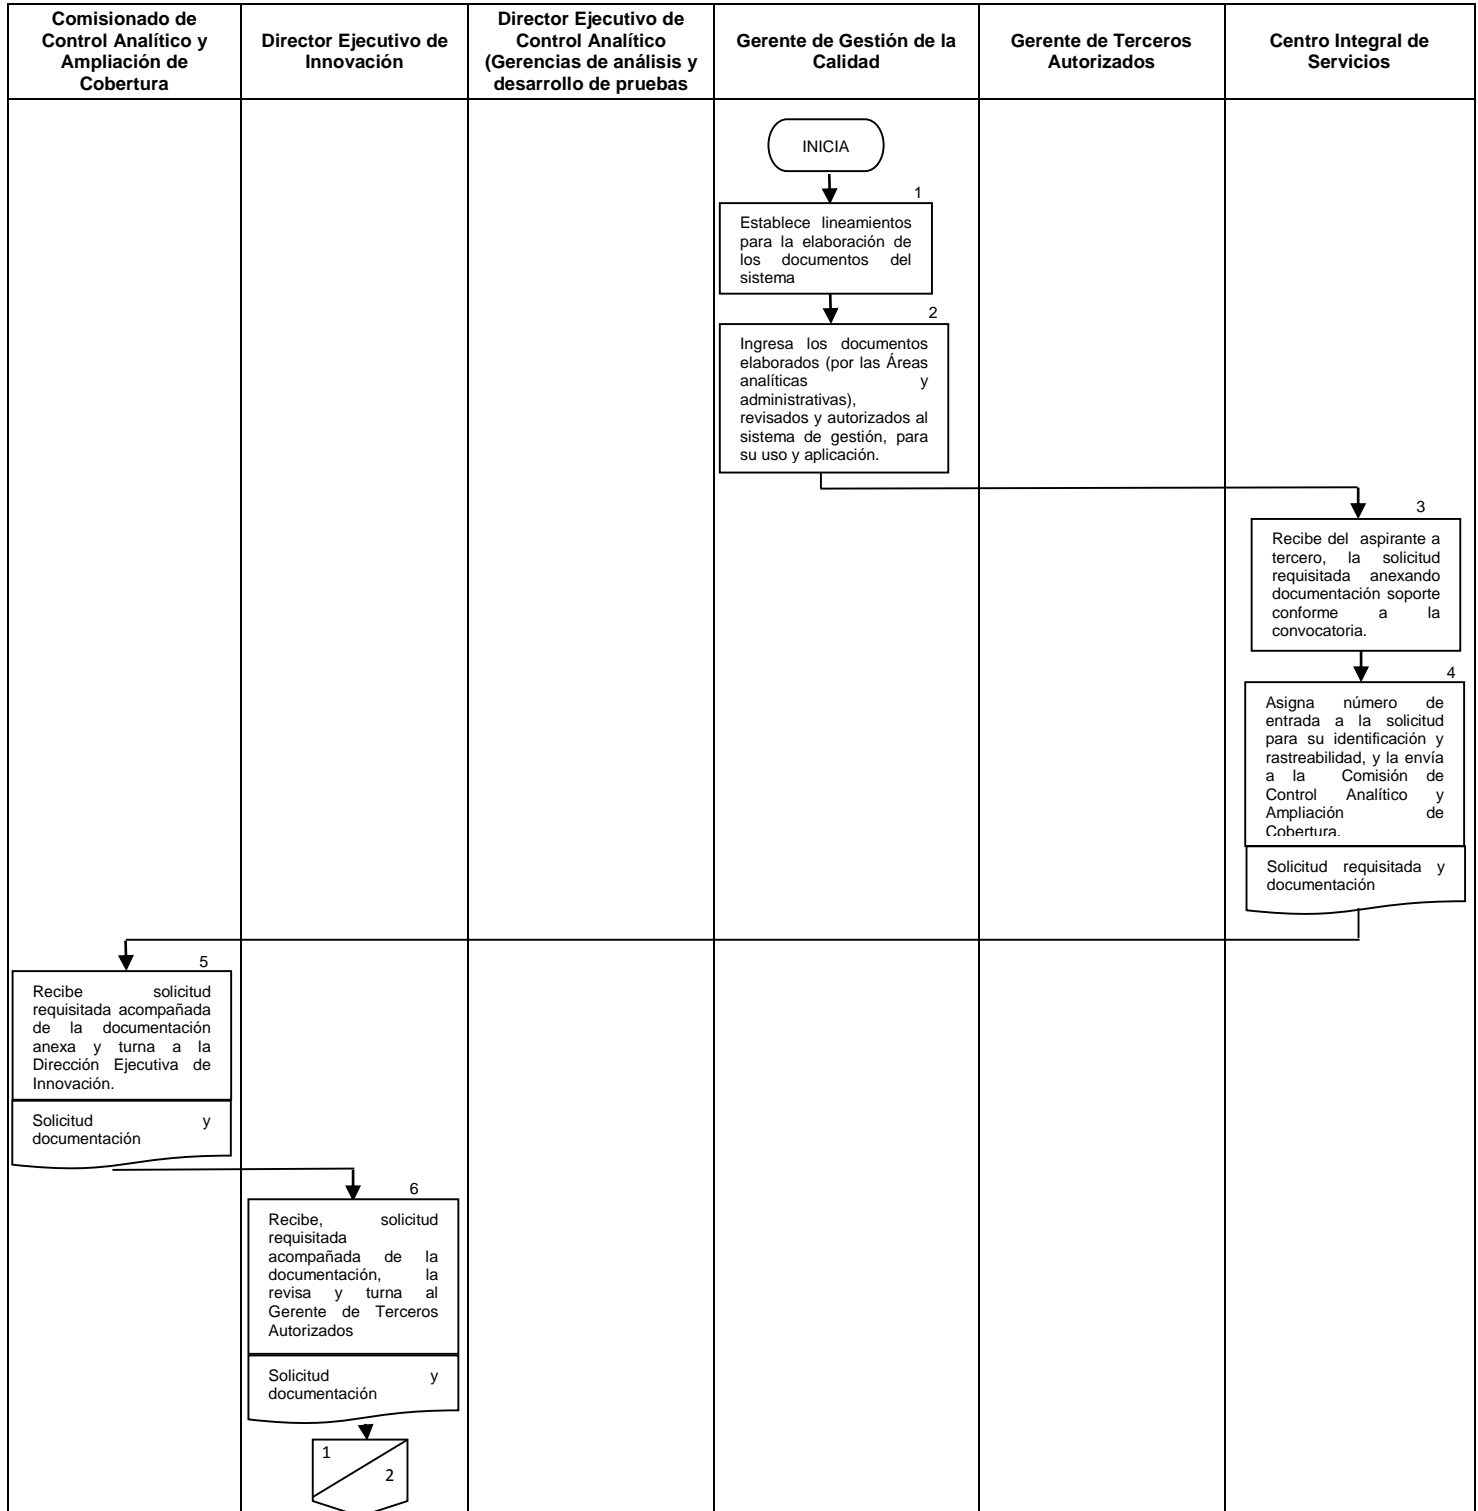 Comisionado de
Control Analítico y
Ampliación de
Cobertura
Director Ejecutivo de
Innovación
Director Ejecutivo de
Control Analítico
(Gerencias de análisis y
desarrollo de pruebas
Gerente de Gestión de la
Calidad
Gerente de Terceros
Autorizados
Centro Integral de
Servicios
INICIA
1
Establece lineamientos
para la elaboración de
los documentos del
sistema
2
Ingresa los documentos
elaborados (por las Áreas
analíticas y
administrativas),
revisados y autorizados al
sistema de gestión, para
su uso y aplicación.
3
Recibe del aspirante a
tercero, la solicitud
requisitada anexando
documentación soporte
conforme a la
convocatoria.
4
Asigna número de
entrada a la solicitud
para su identificación y
rastreabilidad, y la envía
a la Comisión de
Control Analítico y
Ampliación de
Cobertura.
Solicitud requisitada y
documentación
5
Recibe solicitud
requisitada acompañada
de la documentación
anexa y turna a la
Dirección Ejecutiva de
Innovación.
Solicitud y
documentación
6
Recibe, solicitud
requisitada
acompañada de la
documentación, la
revisa y turna al
Gerente de Terceros
Autorizados
Solicitud y
documentación
1
2